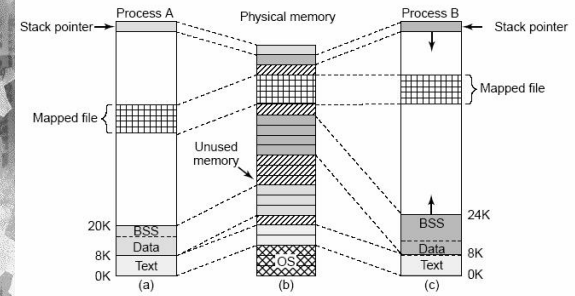 Process A
Physical memory
Process B
Stack pointer
Stack pointer
Mapped file
Mapped file
Unused
memory
20K
BSS
Data
8K
Text
0K
OS
24K
BSS
Data
8K
Text
0K
(a)
(b)
(c)